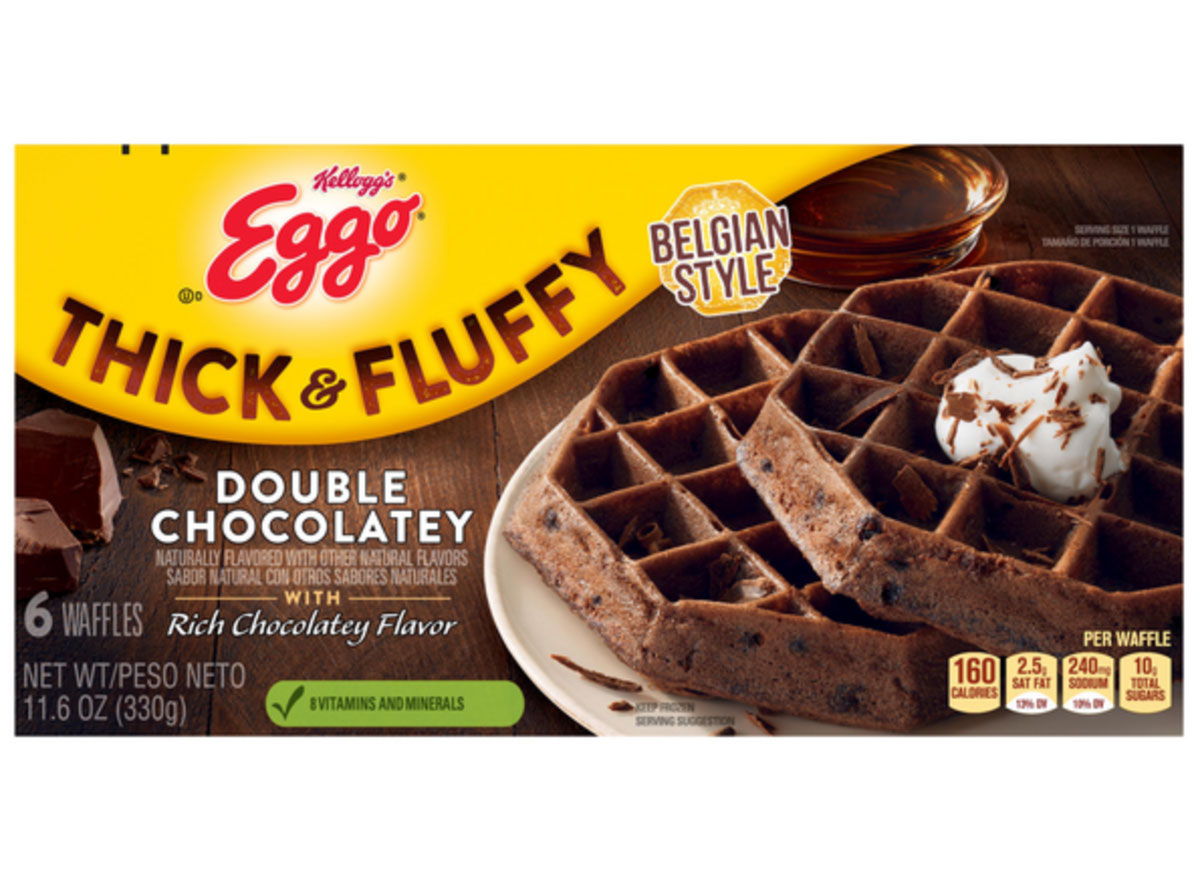 Kellogg's®
Eggo®
U D
THICK & FLUFFY
BELGIAN
STYLE
SERVING SIZE 1 WAFFLE
TAMAÑO DE PORCIÓN 1 WAFFLE
DOUBLE
CHOCOLATEY
NATURALLY FLAVORED WITH OTHER NATURAL FLAVORS
SABOR NATURAL CON OTROS SABORES NATURALES
WITH
Rich Chocolatey Flavor
6 WAFFLES
NET WT/PESO NETO
11.6 OZ (330g)
8 VITAMINS AND MINERALS
KEEP FROZEN
SERVING SUGGESTION
PER WAFFLE
160
CALORIES
2.5g
SAT FAT
13% DV
240mg
SODIUM
10% DV
10g
TOTAL
SUGARS